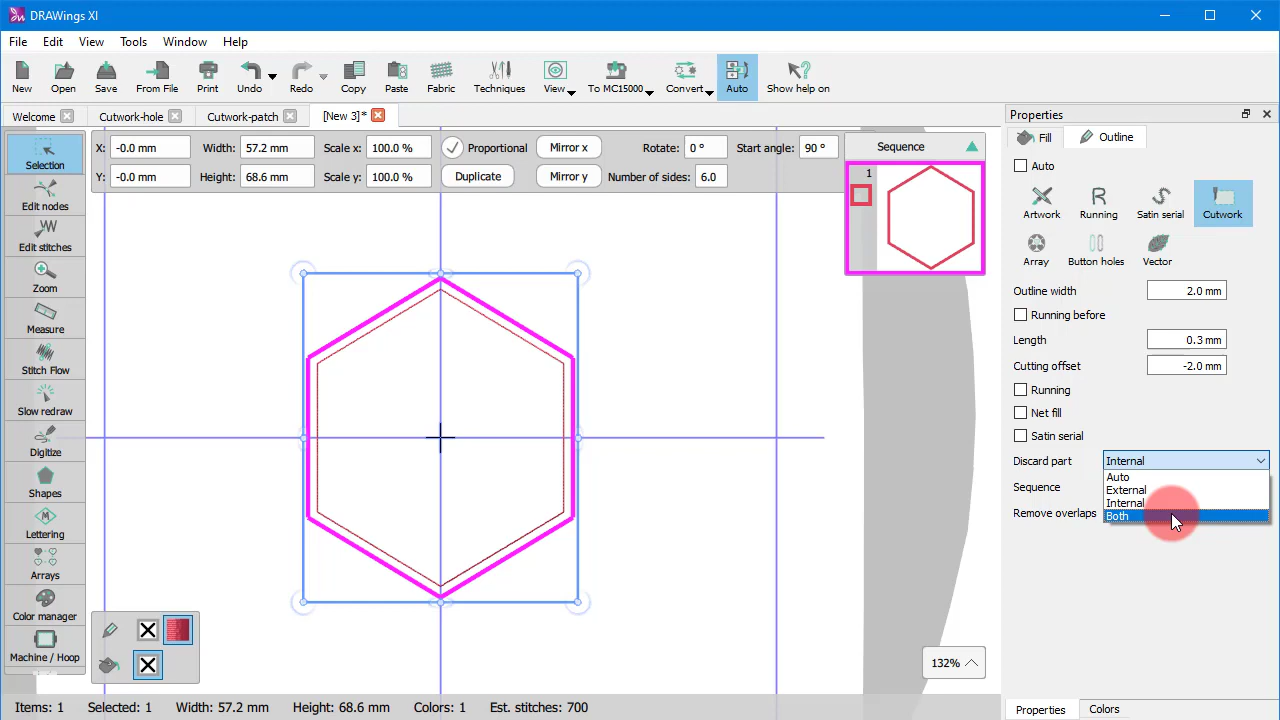 DRAWings XI
File Edit View Tools Window Help
New Open Save From File Print Undo Redo Copy Paste Fabric Techniques View To MC15000 Convert Auto Show help on
Welcome Cutwork-hole Cutwork-patch [New 3]*
X: -0.0 mm Width: 57.2 mm Scale x: 100.0 % Proportional Mirror x Rotate: 0 ° Start angle: 90 °
Y: -0.0 mm Height: 68.6 mm Scale y: 100.0 % Duplicate Mirror y Number of sides: 6.0
Selection
Edit nodes
Edit stitches
Zoom
Measure
Stitch Flow
Slow redraw
Digitize
Shapes
Lettering
Arrays
Color manager
Machine / Hoop
Sequence
1
132%
Properties
Fill Outline
Auto
Artwork Running Satin serial Cutwork
Array Button holes Vector
Outline width 2.0 mm
Running before
Length 0.3 mm
Cutting offset -2.0 mm
Running
Net fill
Satin serial
Discard part Internal
Auto
Sequence External
Internal
Remove overlaps Both
Properties Colors
Items: 1 Selected: 1 Width: 57.2 mm Height: 68.6 mm Colors: 1 Est. stitches: 700